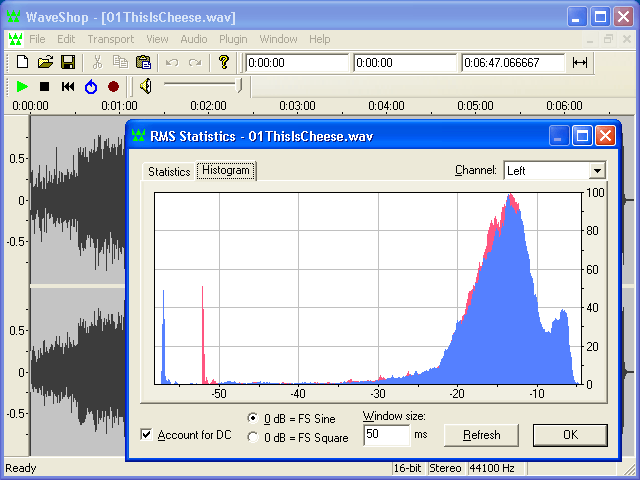 WaveShop - [01ThisIsCheese.wav]
File Edit Transport View Audio Plugin Window Help
0:00:00 0:00:00 0:06:47.066667
0:00:00 0:01:00 0:02:00 0:03:00 0:04:00 0:05:00 0:06:00
0.5
0
-0.5
0.5
0
-0.5
RMS Statistics - 01ThisIsCheese.wav
Statistics Histogram Channel: Left
100
80
60
40
20
0
-50 -40 -30 -20 -10
Account for DC
0 dB = FS Sine
0 dB = FS Square
Window size:
50 ms
Refresh OK
Ready 16-bit Stereo 44100 Hz